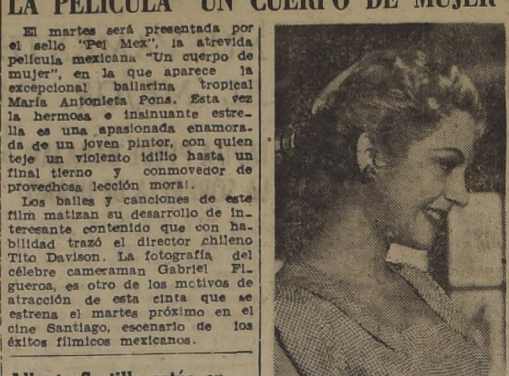 LA PELICULA "UN CUERPO DE MUJER"
El martes será presentada por
el sello "Pel Mex", la atrevida
película mexicana "Un cuerpo de
mujer", en la que aparece la
excepcional bailarina tropical
María Antonieta Pons. Esta vez
la hermosa e insinuante estre-
lla es una apasionada enamora-
da de un joven pintor, con quien
teje un violento idilio hasta un
final tierno y conmovedor de
provechosa lección moral.
Los bailes y canciones de este
film matizan su desarrollo de in-
teresante contenido que con ha-
bilidad trazó el director chileno
Tito Davison. La fotografía del
célebre cameraman Gabriel Fi-
gueroa, es otro de los motivos de
atracción de esta cinta que se
estrena el martes próximo en el
cine Santiago, escenario de los
éxitos fílmicos mexicanos.